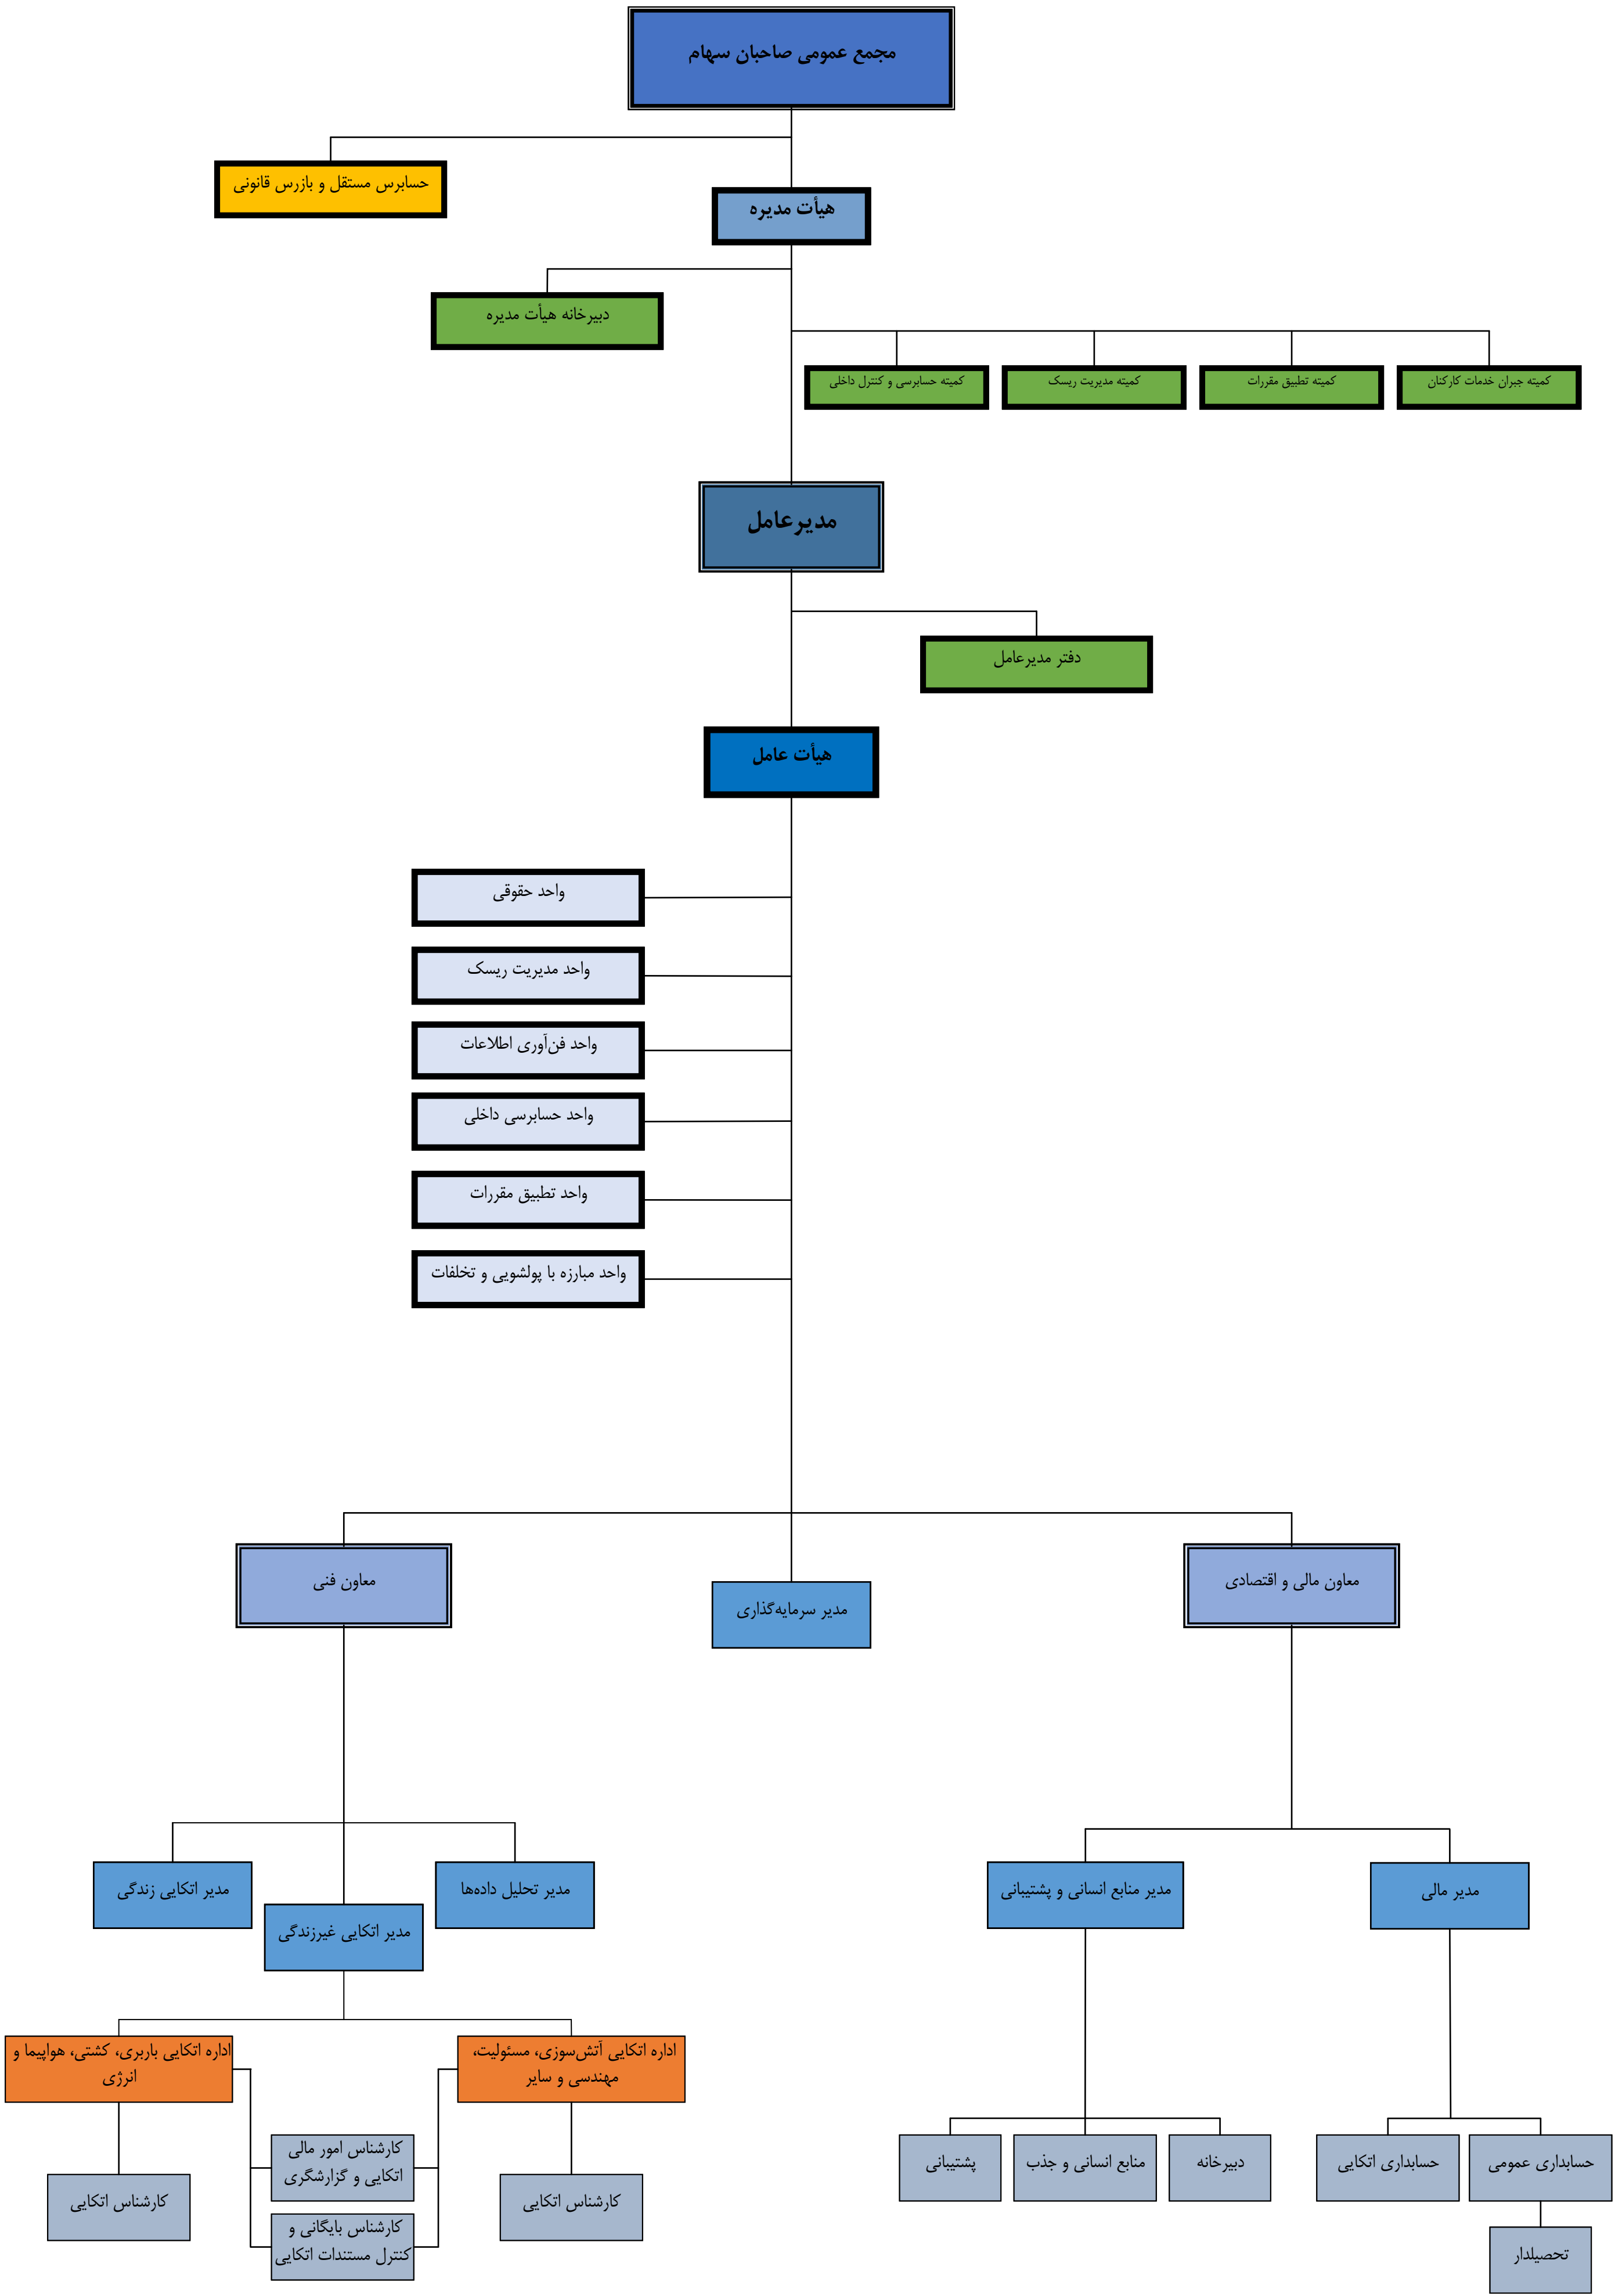 مجمع عمومی صاحبان سهام
حسابرس مستقل و بازرس قانونی
هیأت مدیره
دبیرخانه هیأت مدیره
کمیته جبران خدمات کارکنان
کمیته تطبیق مقررات
کمیته مدیریت ریسک
کمیته حسابرسی و کنترل داخلی
مدیرعامل
دفتر مدیرعامل
هیأت عامل
واحد حقوقی
واحد مدیریت ریسک
واحد فن‌آوری اطلاعات
واحد حسابرسی داخلی
واحد تطبیق مقررات
واحد مبارزه با پولشویی و تخلفات
معاون مالی و اقتصادی
مدیر سرمایه‌گذاری
معاون فنی
مدیر مالی
مدیر منابع انسانی و پشتیبانی
مدیر تحلیل داده‌ها
مدیر اتکایی غیرزندگی
مدیر اتکایی زندگی
اداره اتکایی آتش‌سوزی، مسئولیت،
مهندسی و سایر
اداره اتکایی باربری، کشتی، هواپیما و
انرژی
حسابداری عمومی
حسابداری اتکایی
دبیرخانه
منابع انسانی و جذب
پشتیبانی
کارشناس امور مالی
اتکایی و گزارشگری
کارشناس اتکایی
کارشناس اتکایی
کارشناس بایگانی و
کنترل مستندات اتکایی
تحصیلدار